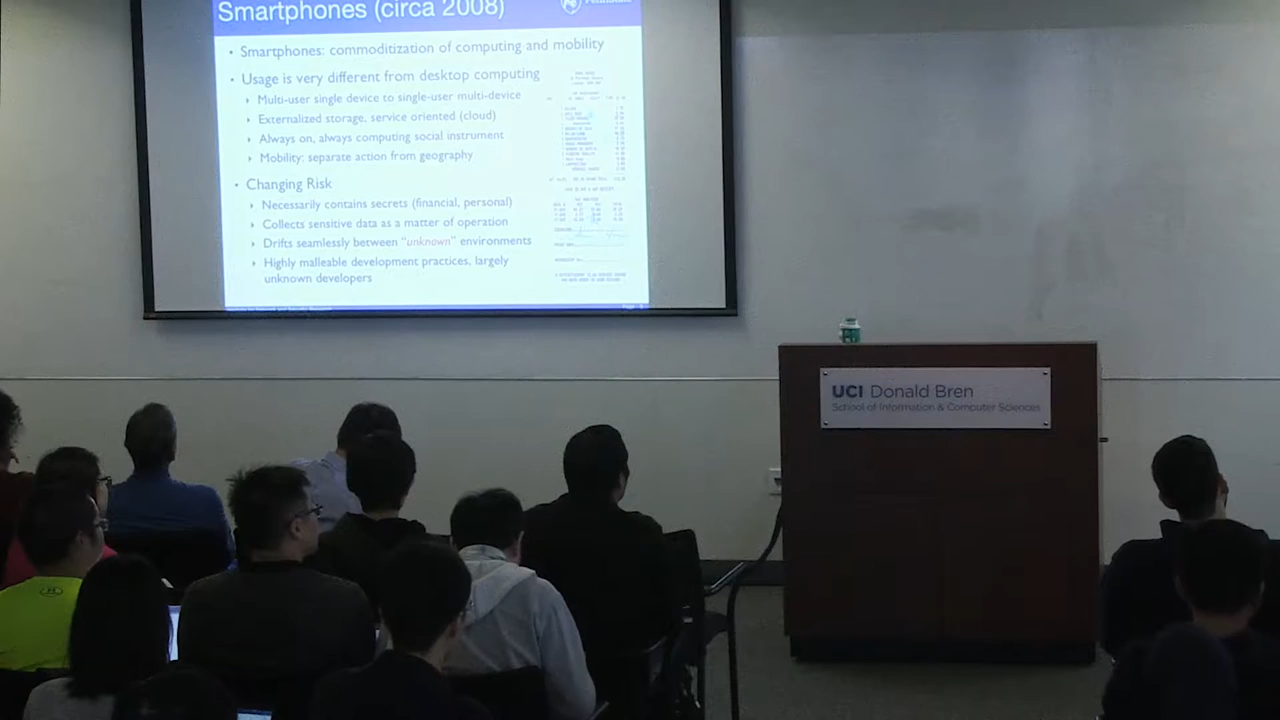 Smartphones (circa 2008)
• Smartphones: commoditization of computing and mobility
• Usage is very different from desktop computing
‣ Multi-user single device to single-user multi-device
‣ Externalized storage, service oriented (cloud)
‣ Always on, always computing social instrument
‣ Mobility: separate action from geography
• Changing Risk
‣ Necessarily contains secrets (financial, personal)
‣ Collects sensitive data as a matter of operation
‣ Drifts seamlessly between “unknown” environments
‣ Highly malleable development practices, largely
unknown developers
Page
UCI Donald Bren
School of Information & Computer Sciences